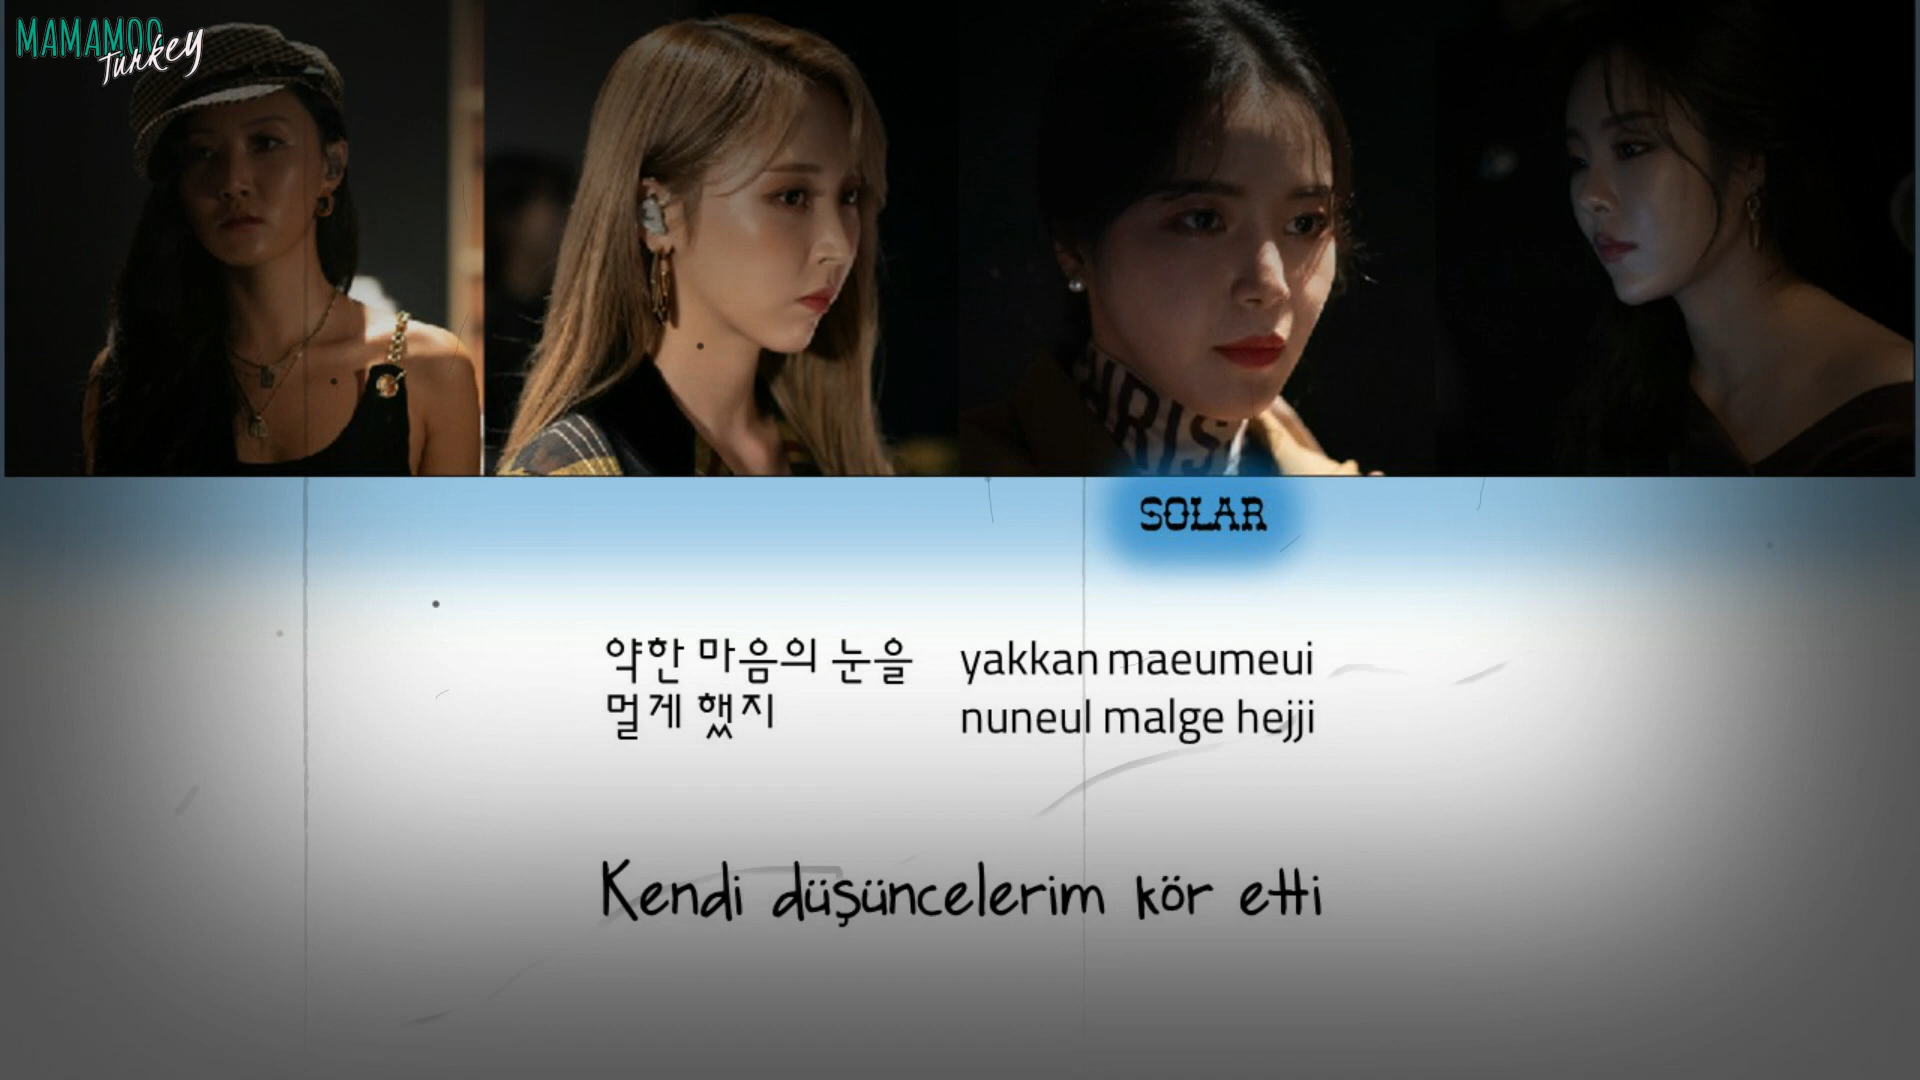 MAMAMOO
Turkey
SOLAR
약한 마음의 눈을
멀게 했지
yakkan maeumeui
nuneul malge hejji
Kendi düşüncelerim kör etti